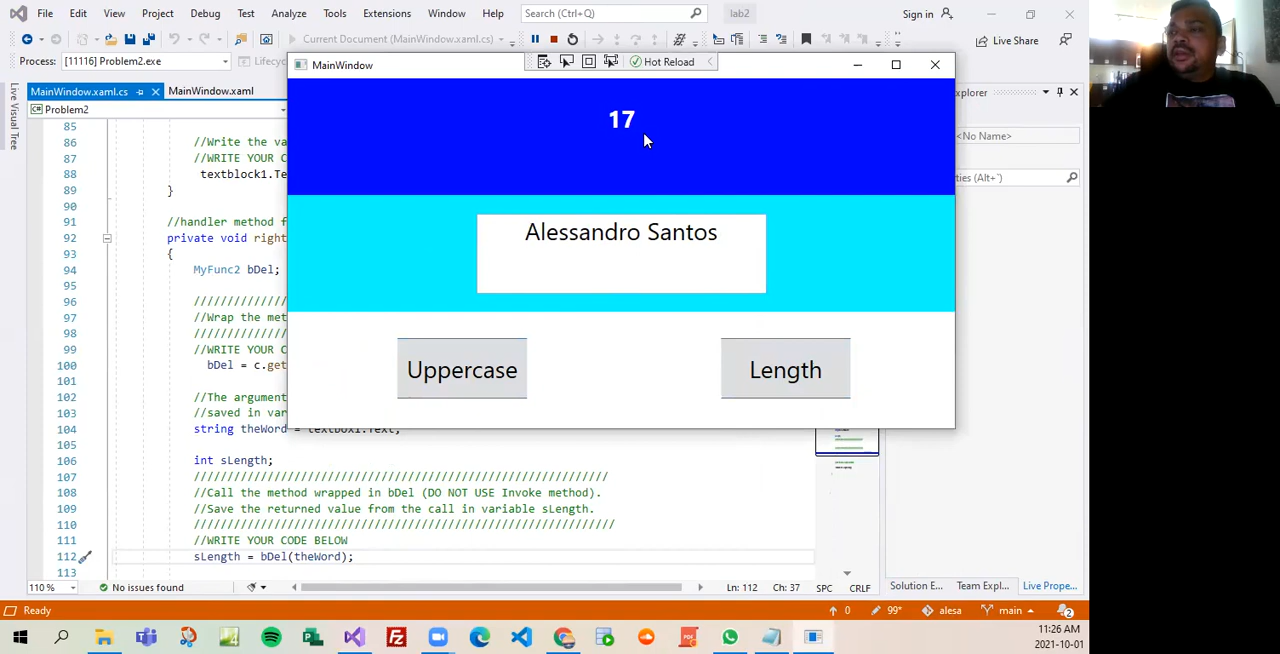 File Edit View Project Debug Test Analyze Tools Extensions Window Help Search (Ctrl+Q) lab2 Sign in
Current Document (MainWindow.xaml.cs) Live Share
Process: [11116] Problem2.exe Lifecyc
MainWindow Hot Reload
MainWindow.xaml.cs MainWindow.xaml xplorer
Live Visual Tree
Problem2 <No Name>
17
85
86 //Write the va
87 //WRITE YOUR C
88 textblock1.Te
89 }
90
91 //handler method f
92 private void right
93 {
94 MyFunc2 bDel;
95
96 //////////////
97 //Wrap the met
98 //////////////
99 //WRITE YOUR C
100 bDel = c.get
101
102 //The argument
103 //saved in var
104 string theWord = textbox1.Text;
105
106 int sLength;
107 //////////////////////////////////////////////////////////////
108 //Call the method wrapped in bDel (DO NOT USE Invoke method).
109 //Save the returned value from the call in variable sLength.
110 ///////////////////////////////////////////////////////////////
111 //WRITE YOUR CODE BELOW
112 sLength = bDel(theWord);
113
ties (Alt+`)
Alessandro Santos
Uppercase Length
110 % No issues found Ln: 112 Ch: 37 SPC CRLF Solution E... Team Expl... Live Prope...
Ready 0 99* alesa main 2
11:26 AM
2021-10-01